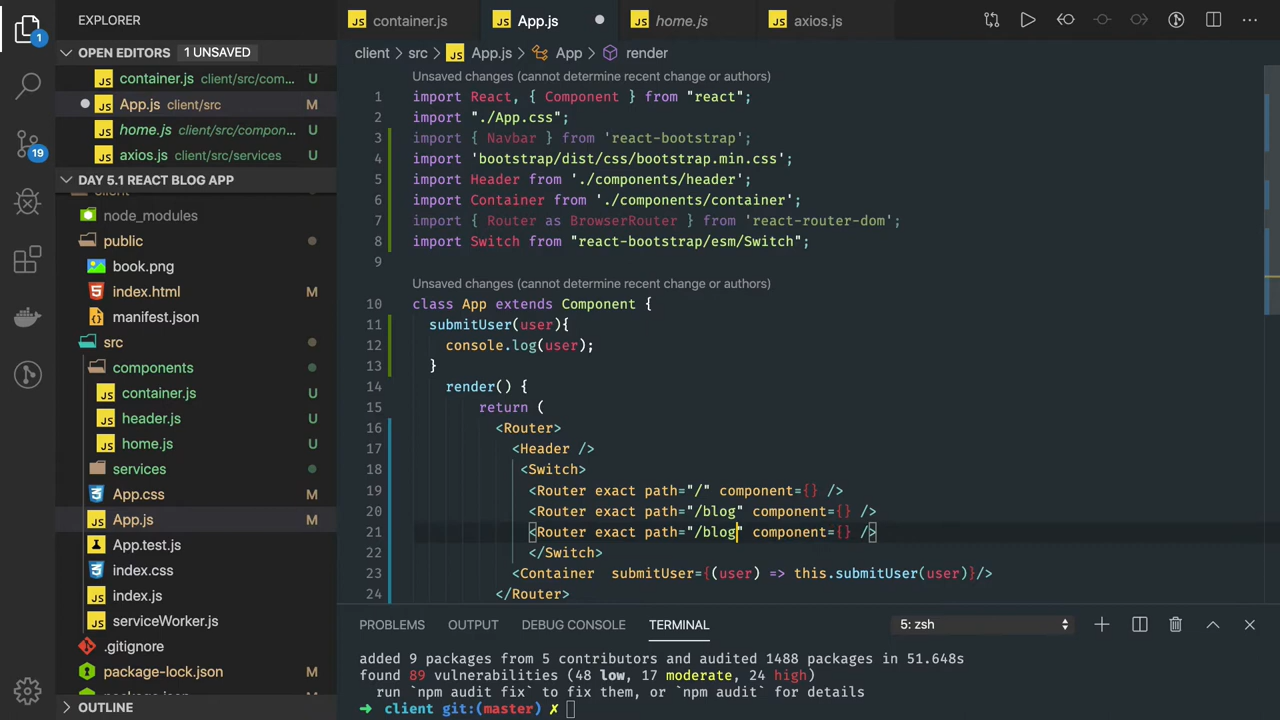 EXPLORER
OPEN EDITORS 1 UNSAVED
JS container.js client/src/com... U
JS App.js client/src M
JS home.js client/src/compon... U
JS axios.js client/src/services U
DAY 5.1 REACT BLOG APP
node_modules
public
book.png
index.html M
manifest.json
src
components
JS container.js U
JS header.js U
JS home.js U
services
App.css M
JS App.js M
JS App.test.js M
index.css M
JS index.js M
JS serviceWorker.js M
.gitignore M
package-lock.json M
OUTLINE
1
19
JS container.js JS App.js JS home.js JS axios.js
client › src › JS App.js › App › render
Unsaved changes (cannot determine recent change or authors)
1 import React, { Component } from "react";
2 import "./App.css";
3 import { Navbar } from 'react-bootstrap';
4 import 'bootstrap/dist/css/bootstrap.min.css';
5 import Header from './components/header';
6 import Container from './components/container';
7 import { Router as BrowserRouter } from 'react-router-dom';
8 import Switch from "react-bootstrap/esm/Switch";
9
Unsaved changes (cannot determine recent change or authors)
10 class App extends Component {
11 submitUser(user){
12 console.log(user);
13 }
14 render() {
15 return (
16 <Router>
17 <Header />
18 <Switch>
19 <Router exact path="/" component={} />
20 <Router exact path="/blog" component={} />
21 <Router exact path="/blog" component={} />
22 </Switch>
23 <Container submitUser={(user) => this.submitUser(user)}/>
24 </Router>
PROBLEMS OUTPUT DEBUG CONSOLE TERMINAL 5: zsh
added 9 packages from 5 contributors and audited 1488 packages in 51.648s
found 89 vulnerabilities (48 low, 17 moderate, 24 high)
run `npm audit fix` to fix them, or `npm audit` for details
➜ client git:(master) ✗